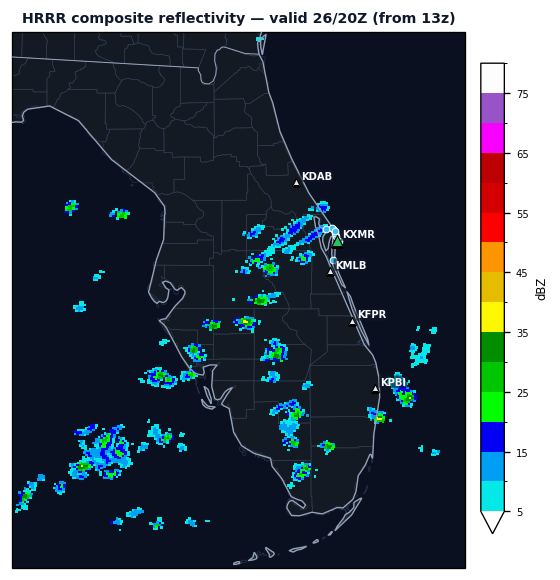 HRRR composite reflectivity — valid 26/20Z (from 13z)
KDAB
KXMR
KMLB
KFPR
KPBI
75
65
55
45
35
25
15
5
dBZ